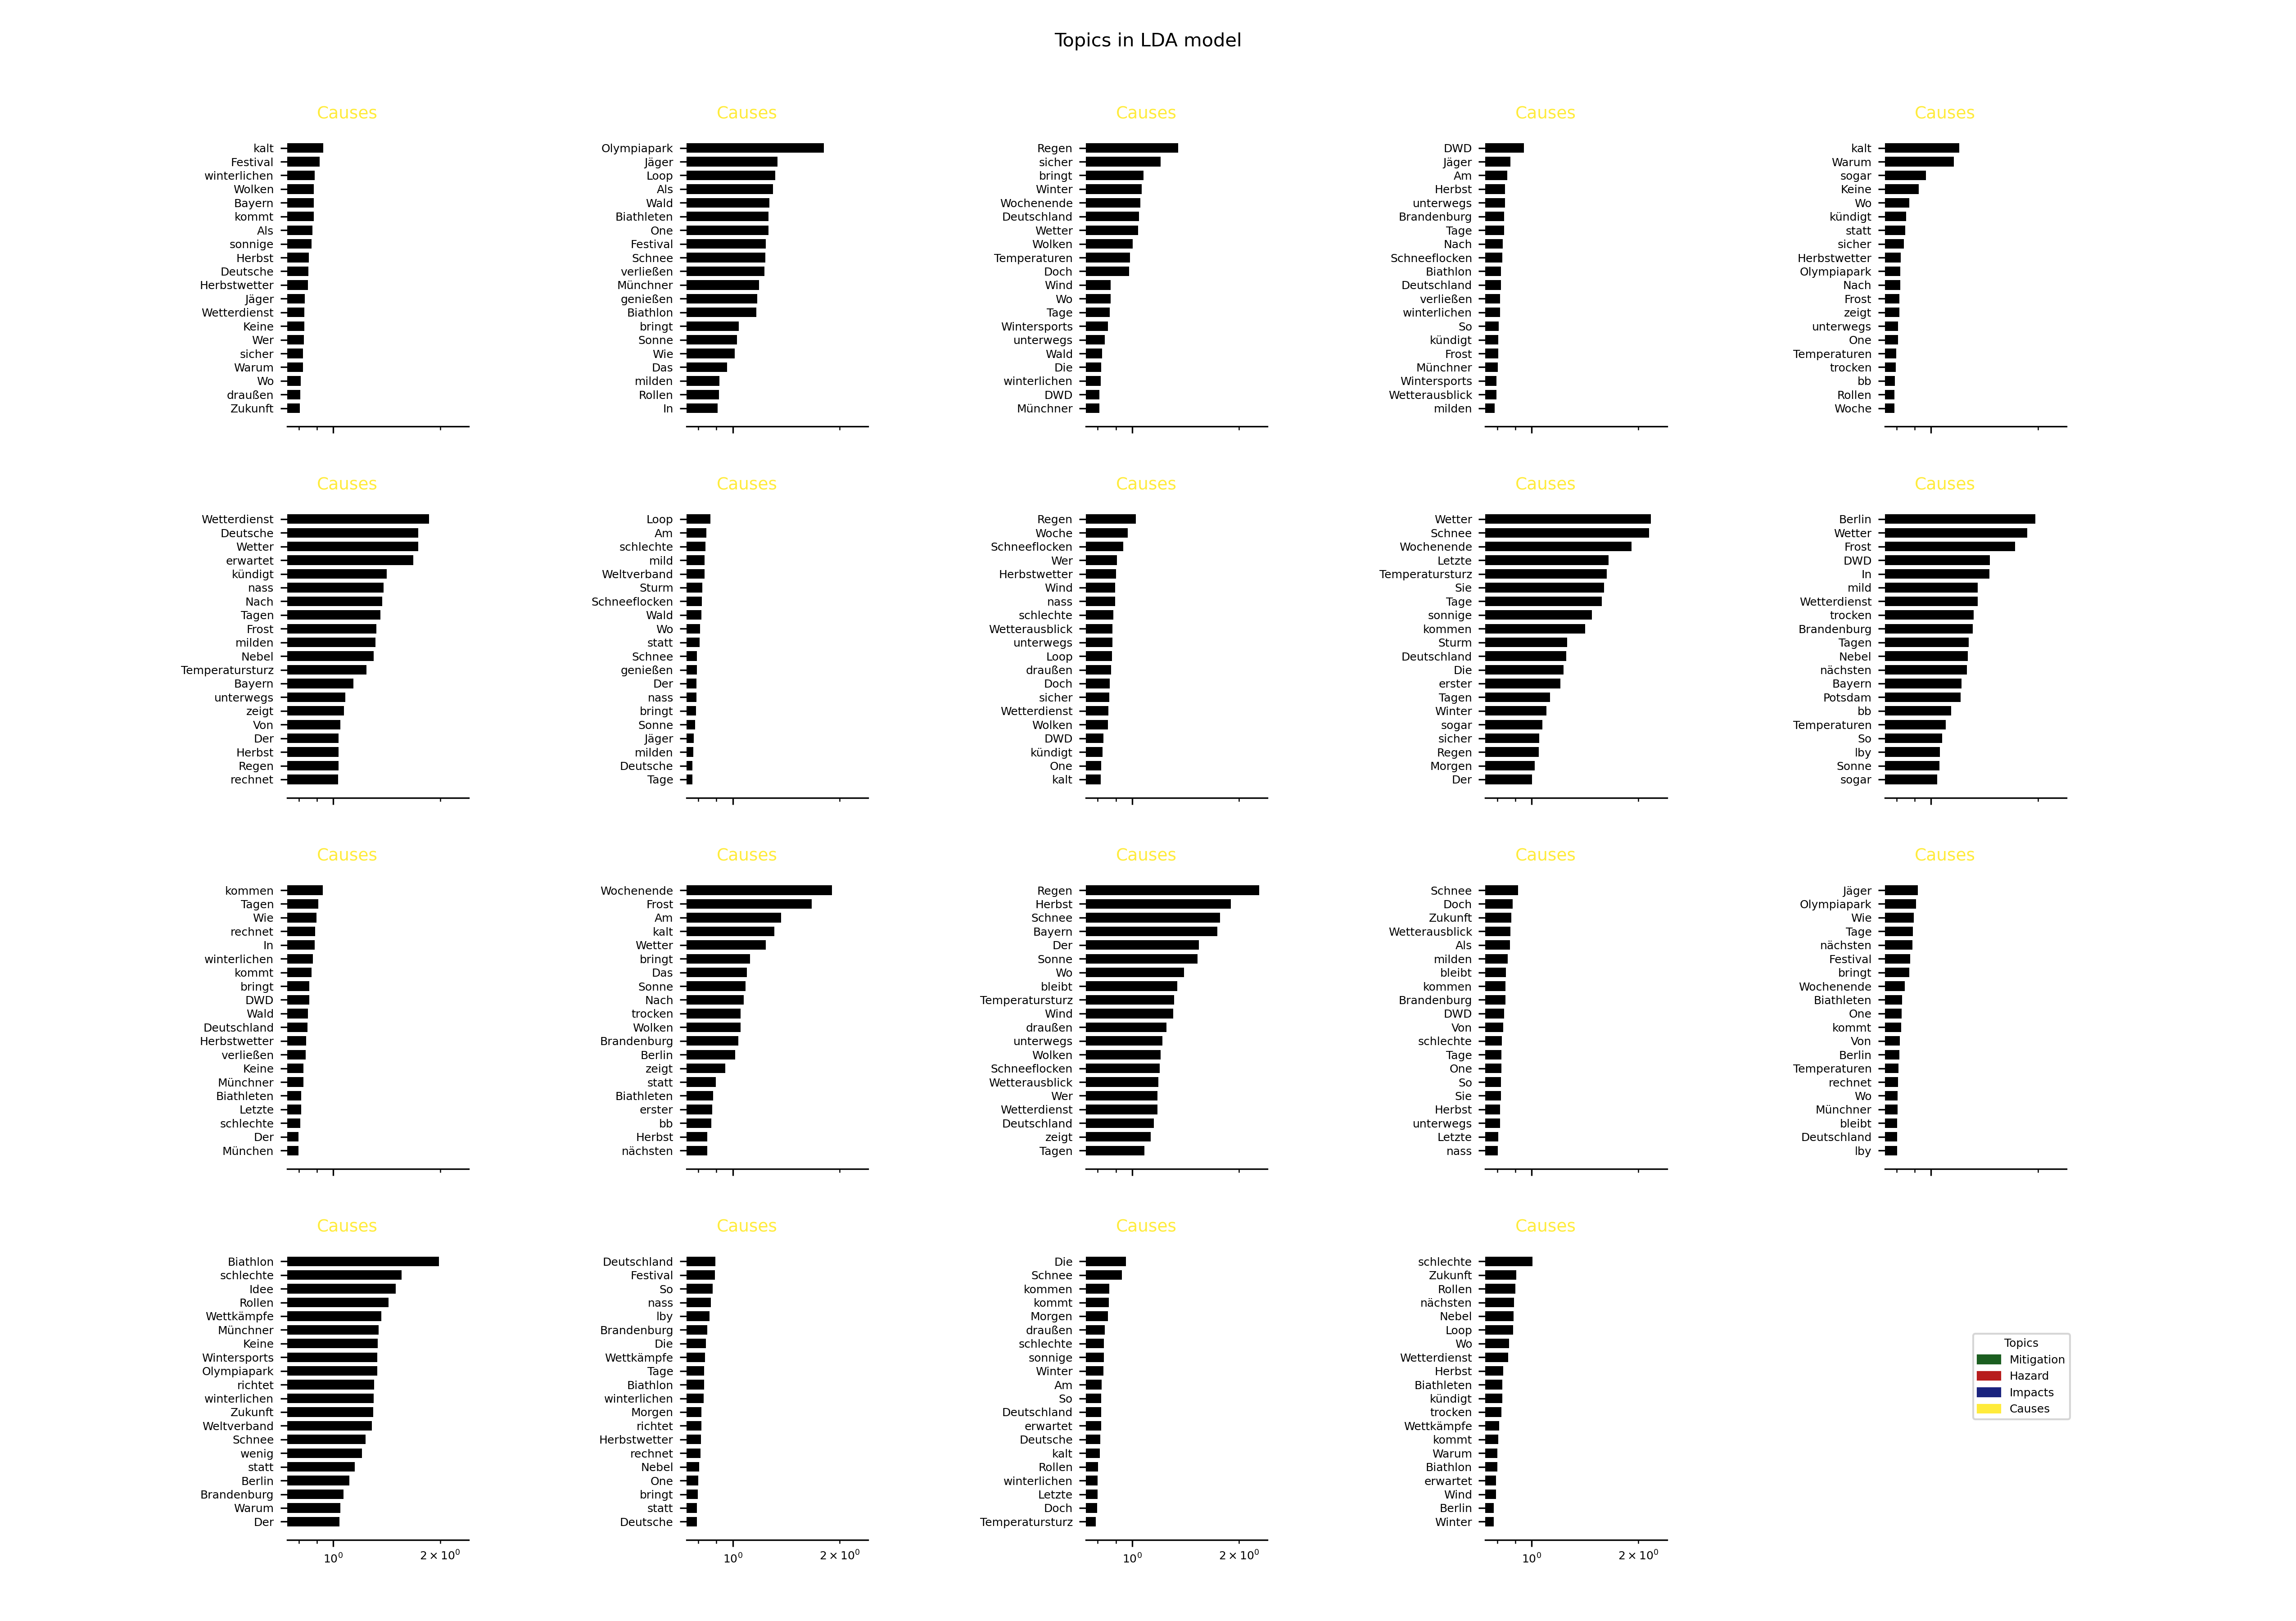 Topics in LDA model
Causes
kalt
Festival
winterlichen
Wolken
Bayern
kommt
Als
sonnige
Herbst
Deutsche
Herbstwetter
Jäger
Wetterdienst
Keine
Wer
sicher
Warum
Wo
draußen
Zukunft
Causes
Olympiapark
Jäger
Loop
Als
Wald
Biathleten
One
Festival
Schnee
verließen
Münchner
genießen
Biathlon
bringt
Sonne
Wie
Das
milden
Rollen
In
Causes
Regen
sicher
bringt
Winter
Wochenende
Deutschland
Wetter
Wolken
Temperaturen
Doch
Wind
Wo
Tage
Wintersports
unterwegs
Wald
Die
winterlichen
DWD
Münchner
Causes
DWD
Jäger
Am
Herbst
unterwegs
Brandenburg
Tage
Nach
Schneeflocken
Biathlon
Deutschland
verließen
winterlichen
So
kündigt
Frost
Münchner
Wintersports
Wetterausblick
milden
Causes
kalt
Warum
sogar
Keine
Wo
kündigt
statt
sicher
Herbstwetter
Olympiapark
Nach
Frost
zeigt
unterwegs
One
Temperaturen
trocken
bb
Rollen
Woche
Causes
Wetterdienst
Deutsche
Wetter
erwartet
kündigt
nass
Nach
Tagen
Frost
milden
Nebel
Temperatursturz
Bayern
unterwegs
zeigt
Von
Der
Herbst
Regen
rechnet
Causes
Loop
Am
schlechte
mild
Weltverband
Sturm
Schneeflocken
Wald
Wo
statt
Schnee
genießen
Der
nass
bringt
Sonne
Jäger
milden
Deutsche
Tage
Causes
Regen
Woche
Schneeflocken
Wer
Herbstwetter
Wind
nass
schlechte
Wetterausblick
unterwegs
Loop
draußen
Doch
sicher
Wetterdienst
Wolken
DWD
kündigt
One
kalt
Causes
Wetter
Schnee
Wochenende
Letzte
Temperatursturz
Sie
Tage
sonnige
kommen
Sturm
Deutschland
Die
erster
Tagen
Winter
sogar
sicher
Regen
Morgen
Der
Causes
Berlin
Wetter
Frost
DWD
In
mild
Wetterdienst
trocken
Brandenburg
Tagen
Nebel
nächsten
Bayern
Potsdam
bb
Temperaturen
So
lby
Sonne
sogar
Causes
kommen
Tagen
Wie
rechnet
In
winterlichen
kommt
bringt
DWD
Wald
Deutschland
Herbstwetter
verließen
Keine
Münchner
Biathleten
Letzte
schlechte
Der
München
Causes
Wochenende
Frost
Am
kalt
Wetter
bringt
Das
Sonne
Nach
trocken
Wolken
Brandenburg
Berlin
zeigt
statt
Biathleten
erster
bb
Herbst
nächsten
Causes
Regen
Herbst
Schnee
Bayern
Der
Sonne
Wo
bleibt
Temperatursturz
Wind
draußen
unterwegs
Wolken
Schneeflocken
Wetterausblick
Wer
Wetterdienst
Deutschland
zeigt
Tagen
Causes
Schnee
Doch
Zukunft
Wetterausblick
Als
milden
bleibt
kommen
Brandenburg
DWD
Von
schlechte
Tage
One
So
Sie
Herbst
unterwegs
Letzte
nass
Causes
Jäger
Olympiapark
Wie
Tage
nächsten
Festival
bringt
Wochenende
Biathleten
One
kommt
Von
Berlin
Temperaturen
rechnet
Wo
Münchner
bleibt
Deutschland
lby
Causes
Biathlon
schlechte
Idee
Rollen
Wettkämpfe
Münchner
Keine
Wintersports
Olympiapark
richtet
winterlichen
Zukunft
Weltverband
Schnee
wenig
statt
Berlin
Brandenburg
Warum
Der
10⁰ 2 × 10⁰
Causes
Deutschland
Festival
So
nass
lby
Brandenburg
Die
Wettkämpfe
Tage
Biathlon
winterlichen
Morgen
richtet
Herbstwetter
rechnet
Nebel
One
bringt
statt
Deutsche
10⁰ 2 × 10⁰
Causes
Die
Schnee
kommen
kommt
Morgen
draußen
schlechte
sonnige
Winter
Am
So
Deutschland
erwartet
Deutsche
kalt
Rollen
winterlichen
Letzte
Doch
Temperatursturz
10⁰ 2 × 10⁰
Causes
schlechte
Zukunft
Rollen
nächsten
Nebel
Loop
Wo
Wetterdienst
Herbst
Biathleten
kündigt
trocken
Wettkämpfe
kommt
Warum
Biathlon
erwartet
Wind
Berlin
Winter
10⁰ 2 × 10⁰
Topics
Mitigation
Hazard
Impacts
Causes